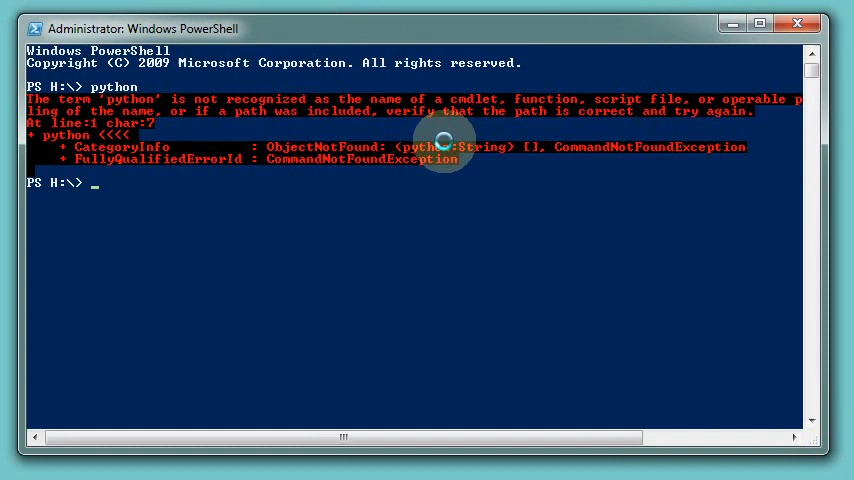 Administrator: Windows PowerShell
Windows PowerShell
Copyright (C) 2009 Microsoft Corporation. All rights reserved.
PS H:\> python
The term 'python' is not recognized as the name of a cmdlet, function, script file, or operable p
ling of the name, or if a path was included, verify that the path is correct and try again.
At line:1 char:7
+ python <<<<
+ CategoryInfo : ObjectNotFound: (python:String) [], CommandNotFoundException
+ FullyQualifiedErrorId : CommandNotFoundException
PS H:\> _